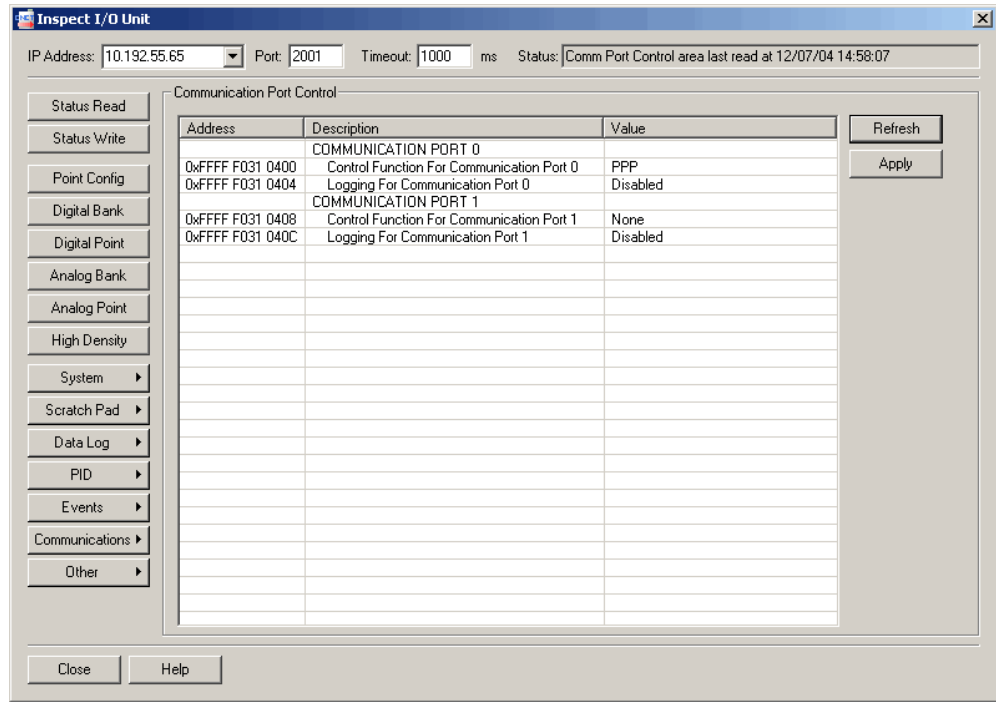 Inspect I/O Unit
IP Address: 10.192.55.65 Port: 2001 Timeout: 1000 ms Status: Comm Port Control area last read at 12/07/04 14:58:07
Communication Port Control
Status Read
Status Write
Point Config
Digital Bank
Digital Point
Analog Bank
Analog Point
High Density
System
Scratch Pad
Data Log
PID
Events
Communications
Other
Address Description Value
COMMUNICATION PORT 0
0xFFFF F031 0400 Control Function For Communication Port 0 PPP
0xFFFF F031 0404 Logging For Communication Port 0 Disabled
COMMUNICATION PORT 1
0xFFFF F031 0408 Control Function For Communication Port 1 None
0xFFFF F031 040C Logging For Communication Port 1 Disabled
Refresh
Apply
Close Help